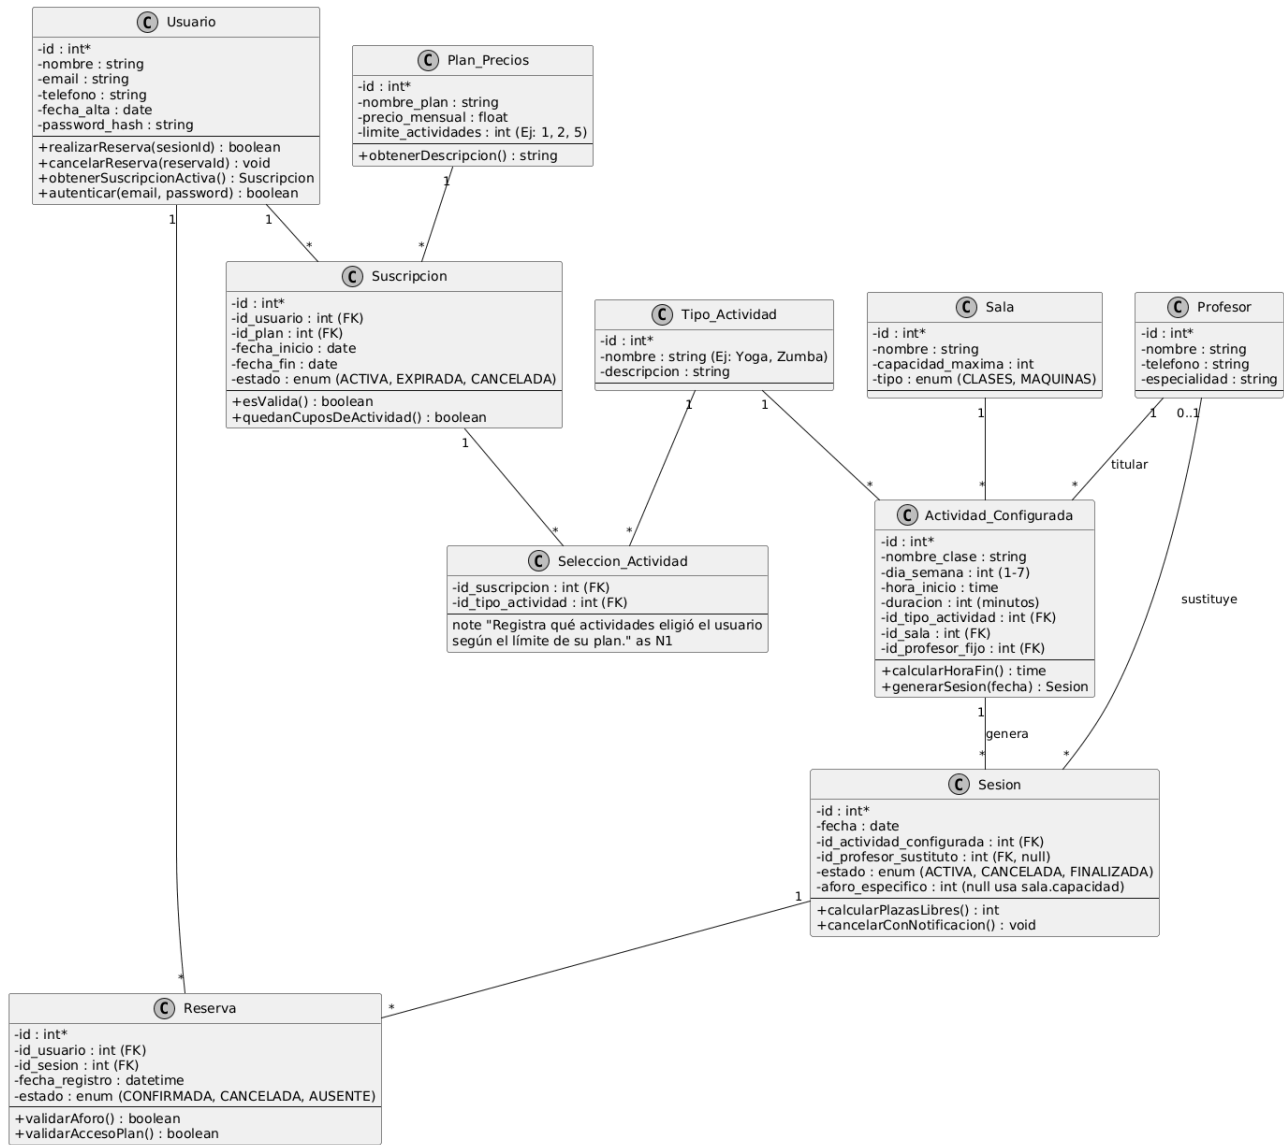 C Usuario
-id : int*
-nombre : string
-email : string
-telefono : string
-fecha_alta : date
-password_hash : string
+realizarReserva(sesionId) : boolean
+cancelarReserva(reservaId) : void
+obtenerSuscripcionActiva() : Suscripcion
+autenticar(email, password) : boolean
C Plan_Precios
-id : int*
-nombre_plan : string
-precio_mensual : float
-limite_actividades : int (Ej: 1, 2, 5)
+obtenerDescripcion() : string
1
1
*
1
*
C Suscripcion
-id : int*
-id_usuario : int (FK)
-id_plan : int (FK)
-fecha_inicio : date
-fecha_fin : date
-estado : enum (ACTIVA, EXPIRADA, CANCELADA)
+esValida() : boolean
+quedanCuposDeActividad() : boolean
C Tipo_Actividad
-id : int*
-nombre : string (Ej: Yoga, Zumba)
-descripcion : string
C Sala
-id : int*
-nombre : string
-capacidad_maxima : int
-tipo : enum (CLASES, MAQUINAS)
C Profesor
-id : int*
-nombre : string
-telefono : string
-especialidad : string
1
1
1
1
1
0..1
titular
*
*
*
*
*
C Seleccion_Actividad
-id_suscripcion : int (FK)
-id_tipo_actividad : int (FK)
note "Registra qué actividades eligió el usuario
según el límite de su plan." as N1
C Actividad_Configurada
-id : int*
-nombre_clase : string
-dia_semana : int (1-7)
-hora_inicio : time
-duracion : int (minutos)
-id_tipo_actividad : int (FK)
-id_sala : int (FK)
-id_profesor_fijo : int (FK)
+calcularHoraFin() : time
+generarSesion(fecha) : Sesion
sustituye
1
genera
*
*
C Sesion
-id : int*
-fecha : date
-id_actividad_configurada : int (FK)
-id_profesor_sustituto : int (FK, null)
-estado : enum (ACTIVA, CANCELADA, FINALIZADA)
-aforo_especifico : int (null usa sala.capacidad)
+calcularPlazasLibres() : int
+cancelarConNotificacion() : void
1
*
*
C Reserva
-id : int*
-id_usuario : int (FK)
-id_sesion : int (FK)
-fecha_registro : datetime
-estado : enum (CONFIRMADA, CANCELADA, AUSENTE)
+validarAforo() : boolean
+validarAccesoPlan() : boolean